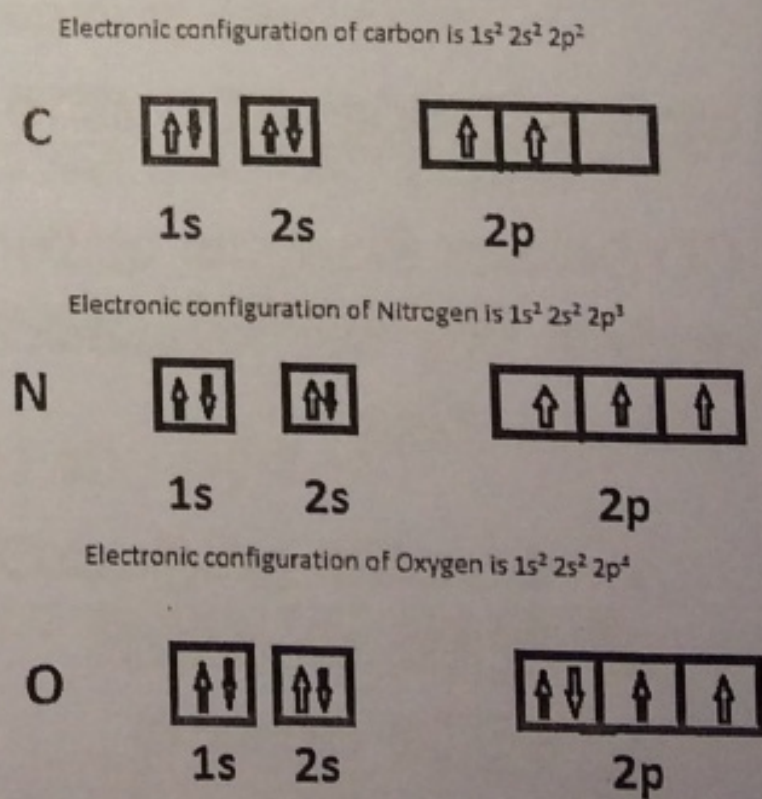 Electronic configuration of carbon is 1s² 2s² 2p²
C
1s 2s 2p
Electronic configuration of Nitrogen is 1s² 2s² 2p³
N
1s 2s 2p
Electronic configuration of Oxygen is 1s² 2s² 2p⁴
O
1s 2s 2p